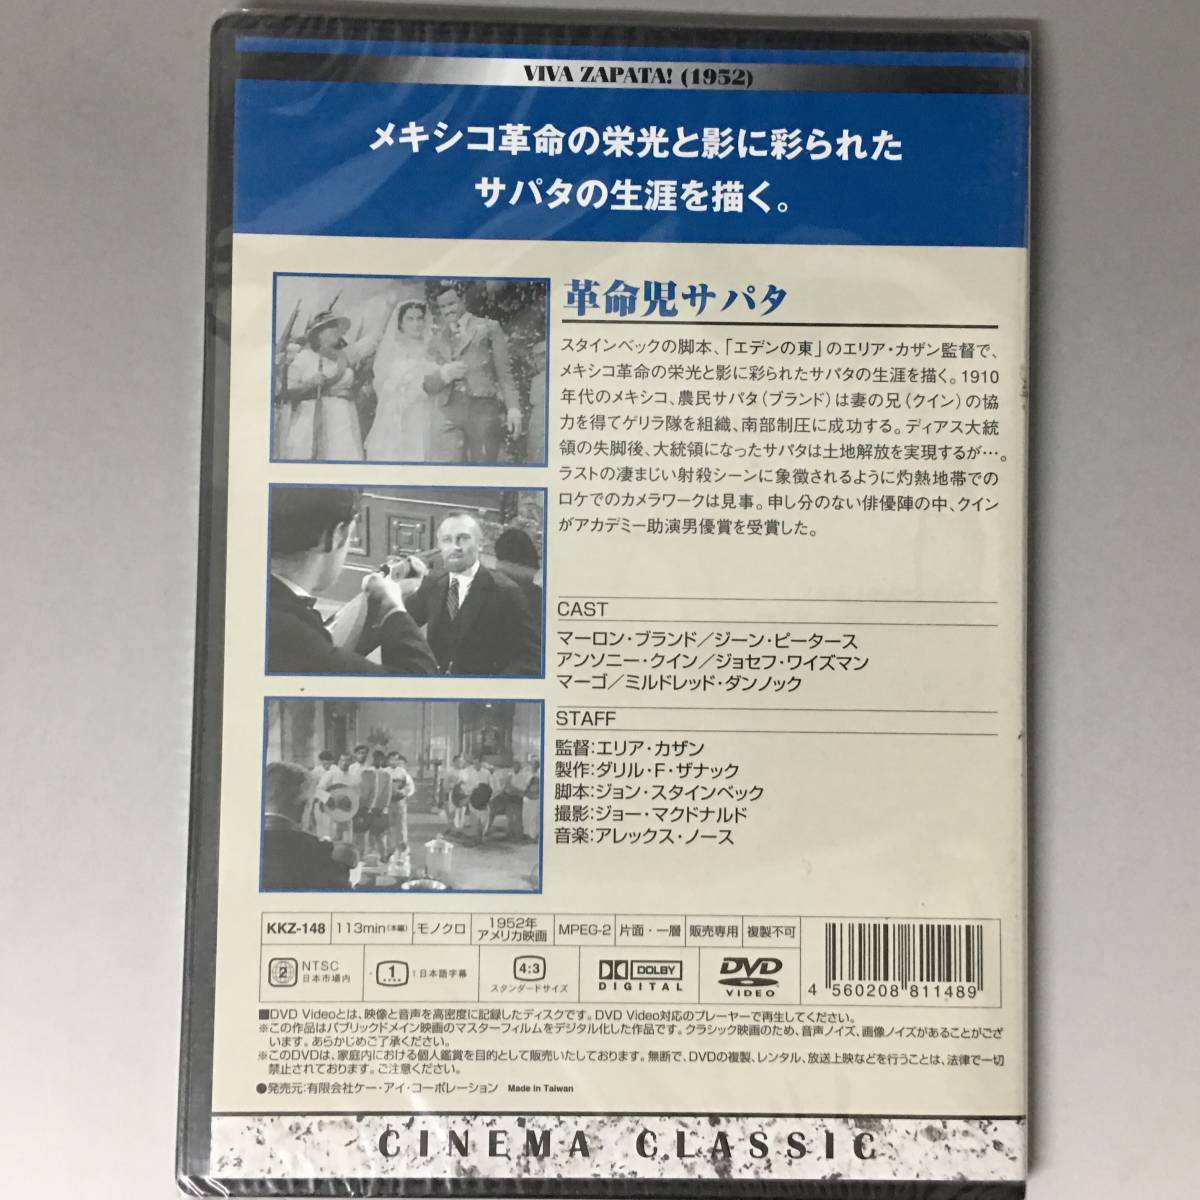 VIVA ZAPATA! (1952)
メキシコ革命の栄光と影に彩られた
サパタの生涯を描く。
革命児サパタ
スタインベックの脚本、「エデンの東」のエリア・カザン監督で、
メキシコ革命の栄光と影に彩られたサパタの生涯を描く。1910
年代のメキシコ、農民サパタ(ブランド)は妻の兄(クイン)の協
力を得てゲリラ隊を組織、南部制圧に成功する。ディアス大統
領の失脚後、大統領になったサパタは土地解放を実現するが…。
ラストの凄まじい射殺シーンに象徴されるように灼熱地帯での
ロケでのカメラワークは見事。申し分のない俳優陣の中、クイン
がアカデミー助演男優賞を受賞した。
CAST
マーロン・ブランド/ジーン・ピータース
アンソニー・クイン/ジョセフ・ワイズマン
マーゴ/ミルドレッド・ダンノック
STAFF
監督:エリア・カザン
製作:ダリル・F・ザナック
脚本:ジョン・スタインベック
撮影:ジョー・マクドナルド
音楽:アレックス・ノース
KKZ-148 113min(本編) モノクロ 1952年アメリカ映画 MPEG-2 片面・一層 販売専用 複製不可
2 NTSC 日本市場内 1 1.日本語字幕 4:3 スタンダードサイズ DOLBY DIGITAL DVD VIDEO
4 560208 811489
■DVD Videoとは、映像と音声を高密度に記録したディスクです。DVD Video対応のプレーヤーで再生してください。
※この作品はパブリックドメイン映画のマスターフィルムをデジタル化した作品です。クラシック映画のため、音声ノイズ、画像ノイズがあることがござ
います。あらかじめご了承ください。
※このDVDは、家庭内における個人鑑賞を目的として販売いたしております。無断で、DVDの複製、レンタル、放送上映などを行うことは、法律で一切
禁止されております。ご注意ください。
●発売元:有限会社ケー・アイ・コーポレーション Made in Taiwan
CINEMA CLASSIC